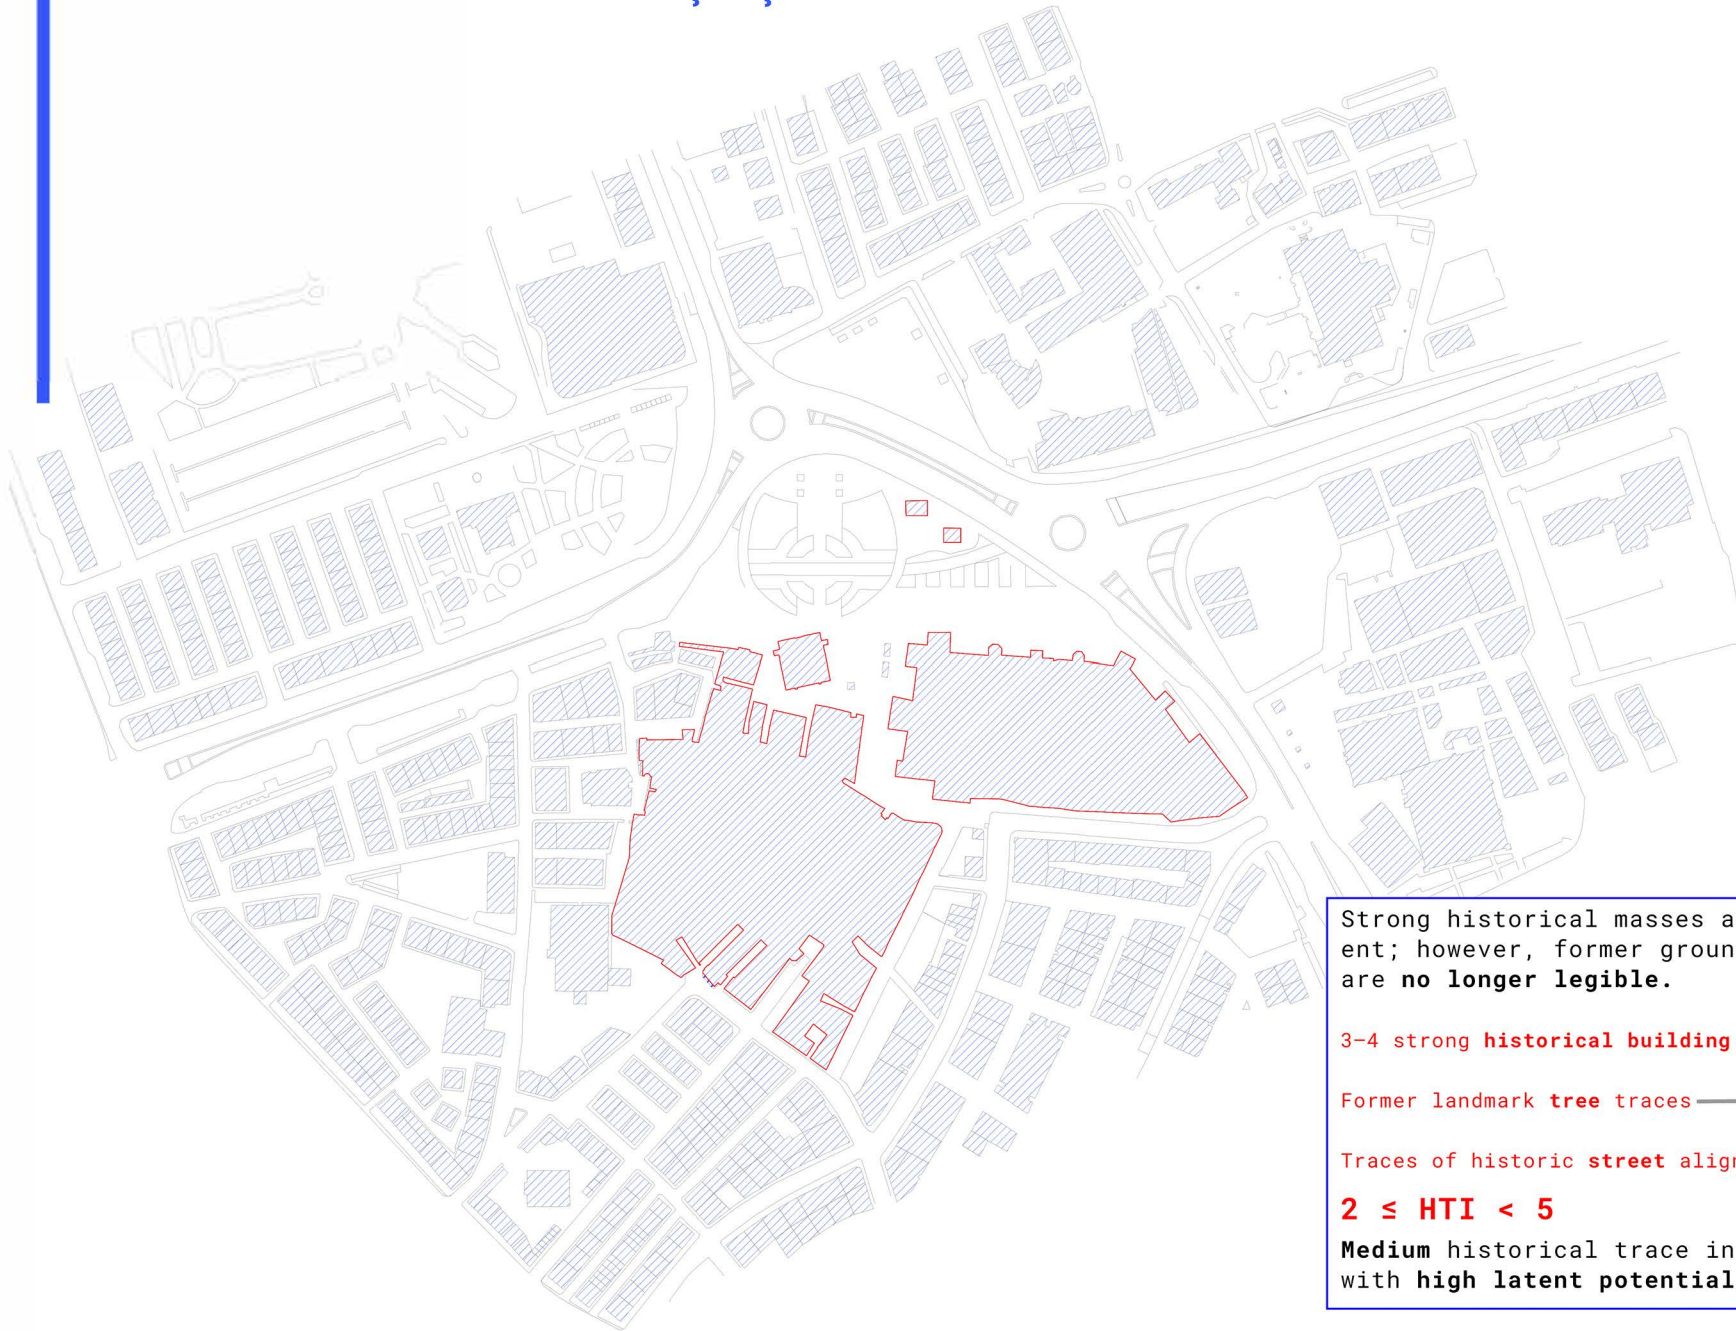 Strong historical masses a
ent; however, former groun
are no longer legible.
3–4 strong historical building
Former landmark tree traces
Traces of historic street align
2 ≤ HTI < 5
Medium historical trace in
with high latent potential